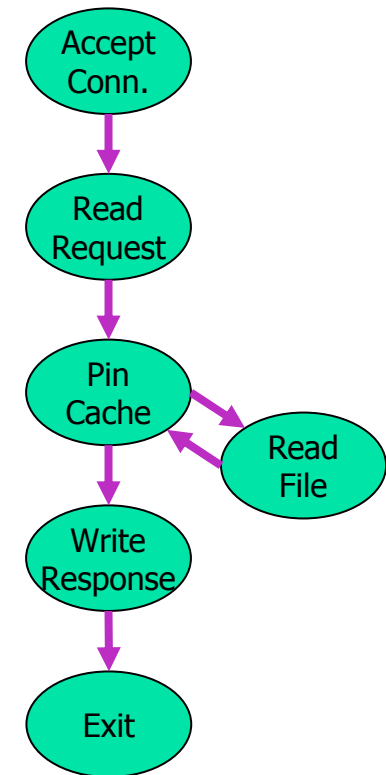 Accept
Conn.
Read
Request
Pin
Cache
Read
File
Write
Response
Exit